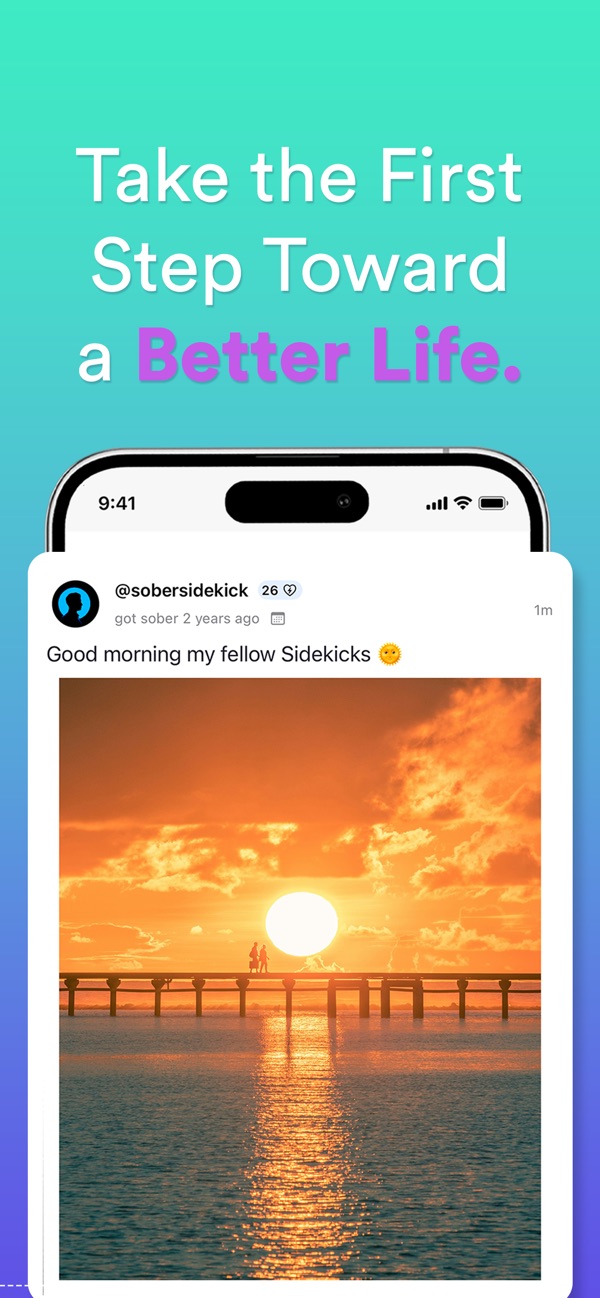 Take the First
Step Toward
a Better Life.
9:41
@sobersidekick 26
got sober 2 years ago
1m
Good morning my fellow Sidekicks 🌞